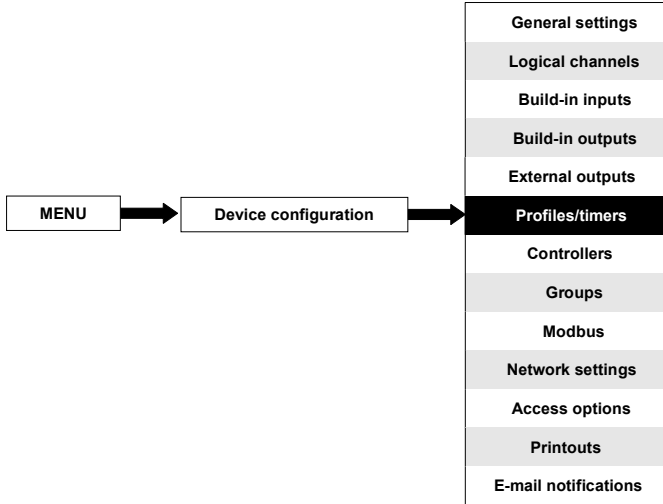 General settings
Logical channels
Build-in inputs
Build-in outputs
External outputs
MENU
Device configuration
Profiles/timers
Controllers
Groups
Modbus
Network settings
Access options
Printouts
E-mail notifications